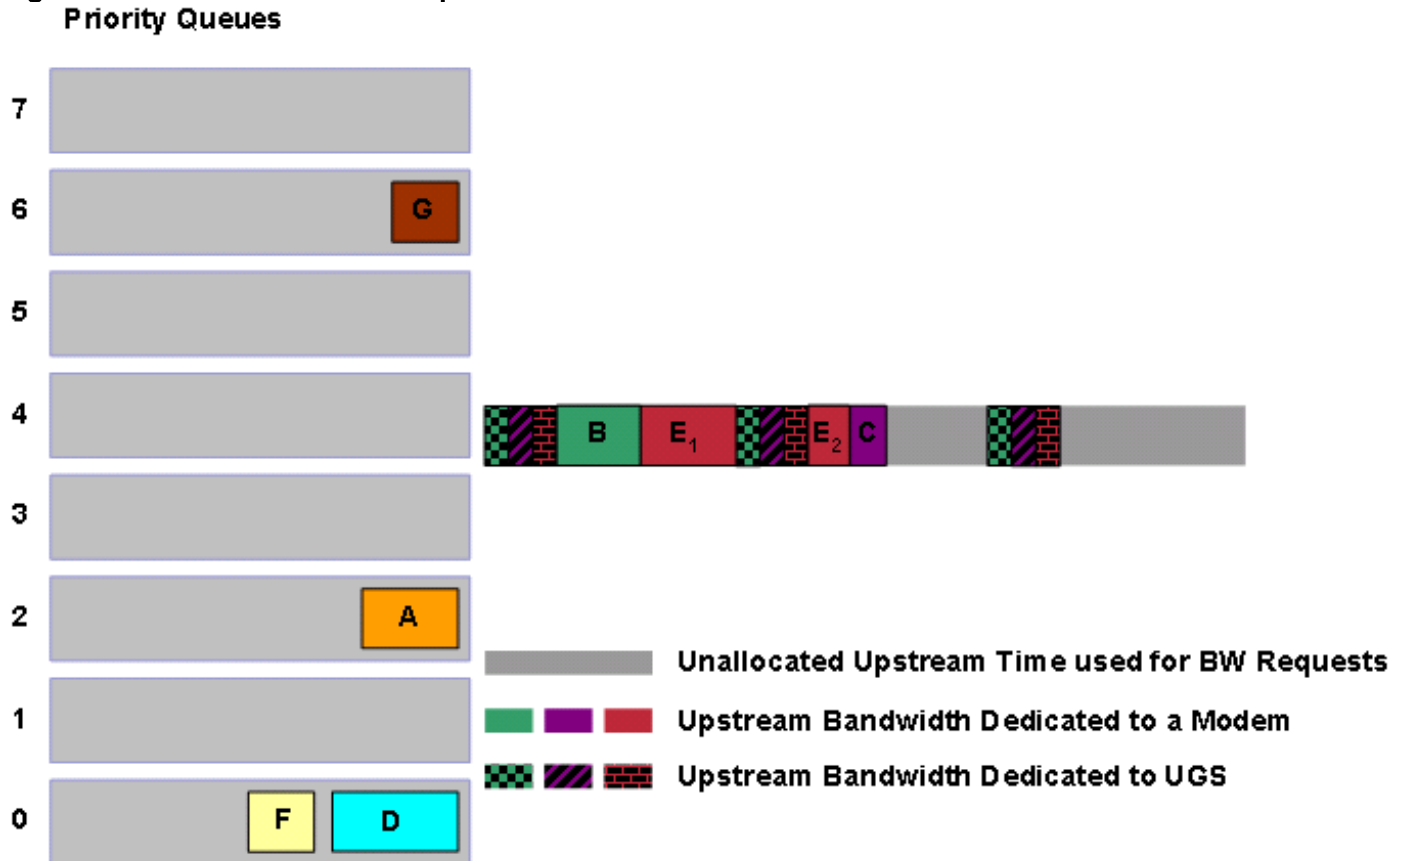 Priority Queues
7
6
G
5
4
B
E1
E2
C
3
2
A
Unallocated Upstream Time used for BW Requests
1
Upstream Bandwidth Dedicated to a Modem
Upstream Bandwidth Dedicated to UGS
0
F
D